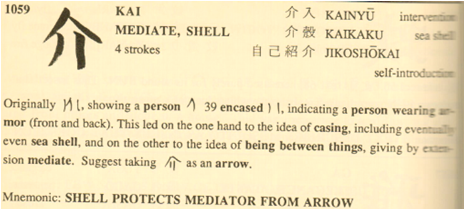 1059
介
KAI
MEDIATE, SHELL
4 strokes
介入 KAINYŪ intervention
介殻 KAIKAKU sea shell
自己紹介 JIKOSHŌKAI
self-introduction
Originally, showing a person 39 encased, indicating a person wearing ar-
mor (front and back). This led on the one hand to the idea of casing, including eventually
even sea shell, and on the other to the idea of being between things, giving by exten-
sion mediate. Suggest taking 介 as an arrow.
Mnemonic: SHELL PROTECTS MEDIATOR FROM ARROW